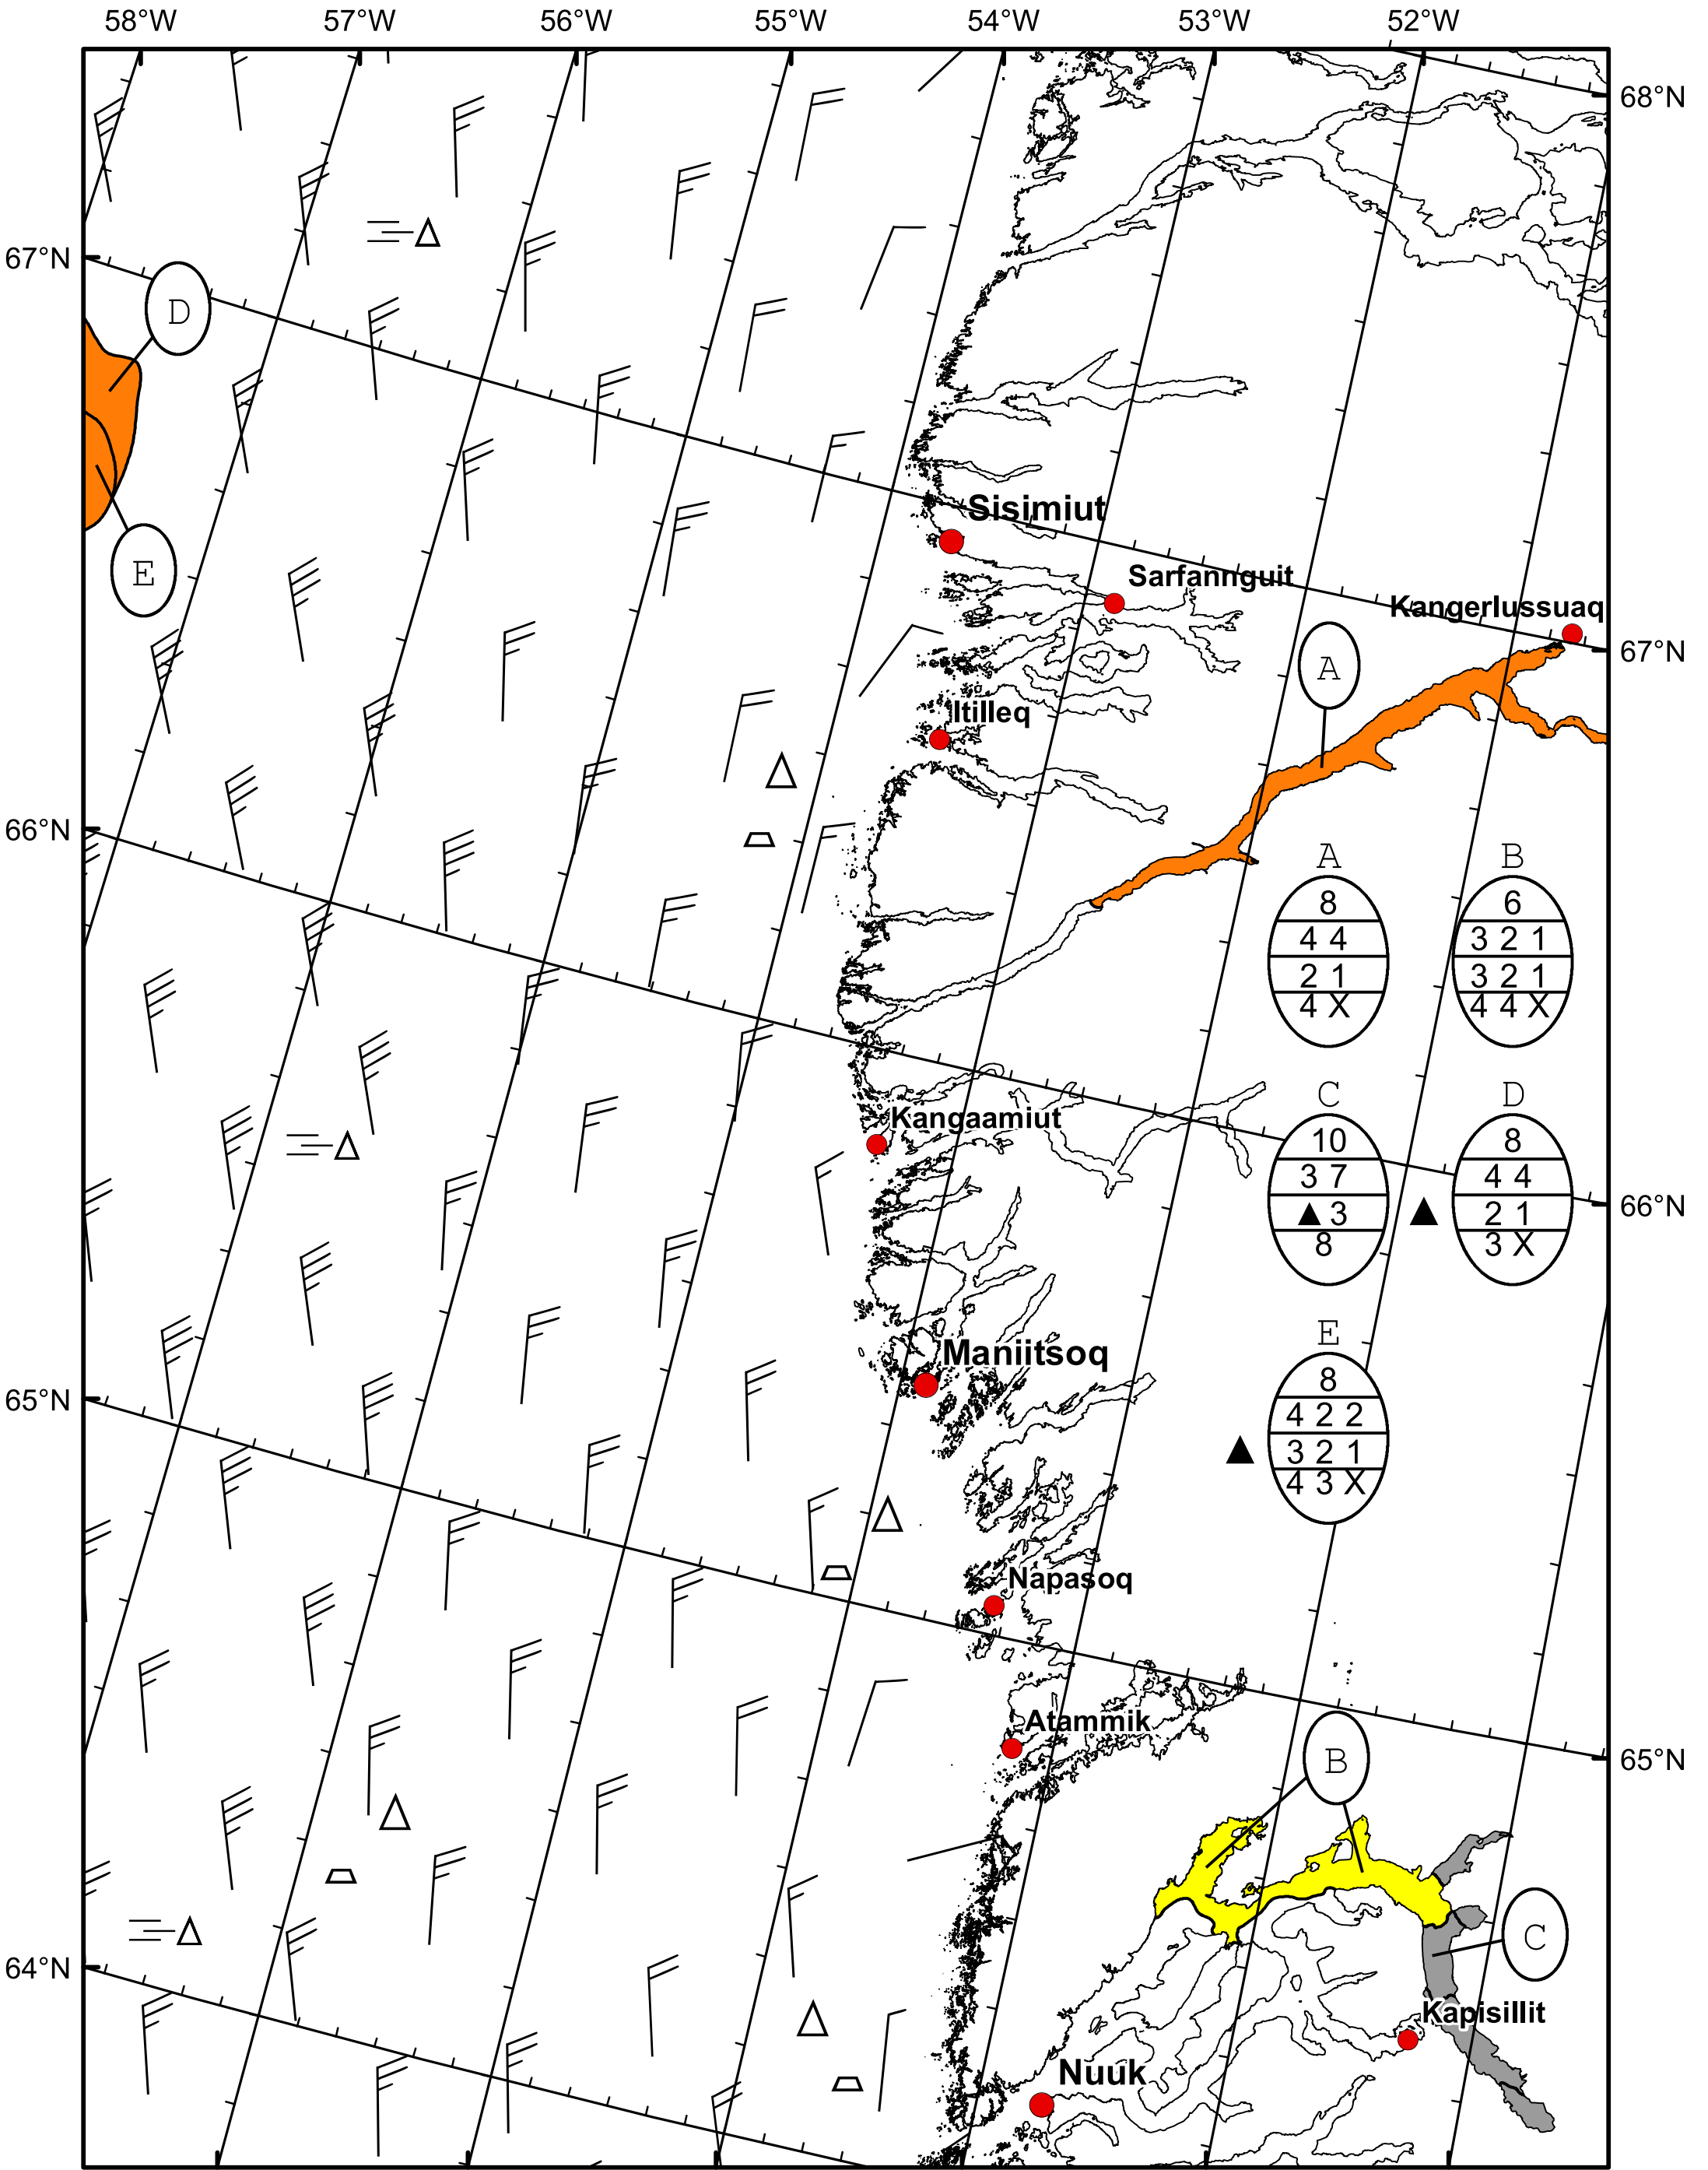 58°W 57°W 56°W 55°W 54°W 53°W 52°W
68°N
67°N
D
E
Sisimiut
Sarfannguit
Kangerlussuaq
67°N
A
Itilleq
66°N
A B
8 6
4 4 3 2 1
2 1 3 2 1
4 X 4 4 X
Kangaamiut
C D
10 8
3 7 4 4
▲ 3 ▲ 2 1
8 3 X
66°N
Maniitsoq
E
8
4 2 2
▲ 3 2 1
4 3 X
65°N
Napasoq
Atammik
65°N
B
C
64°N
Kapisillit
Nuuk